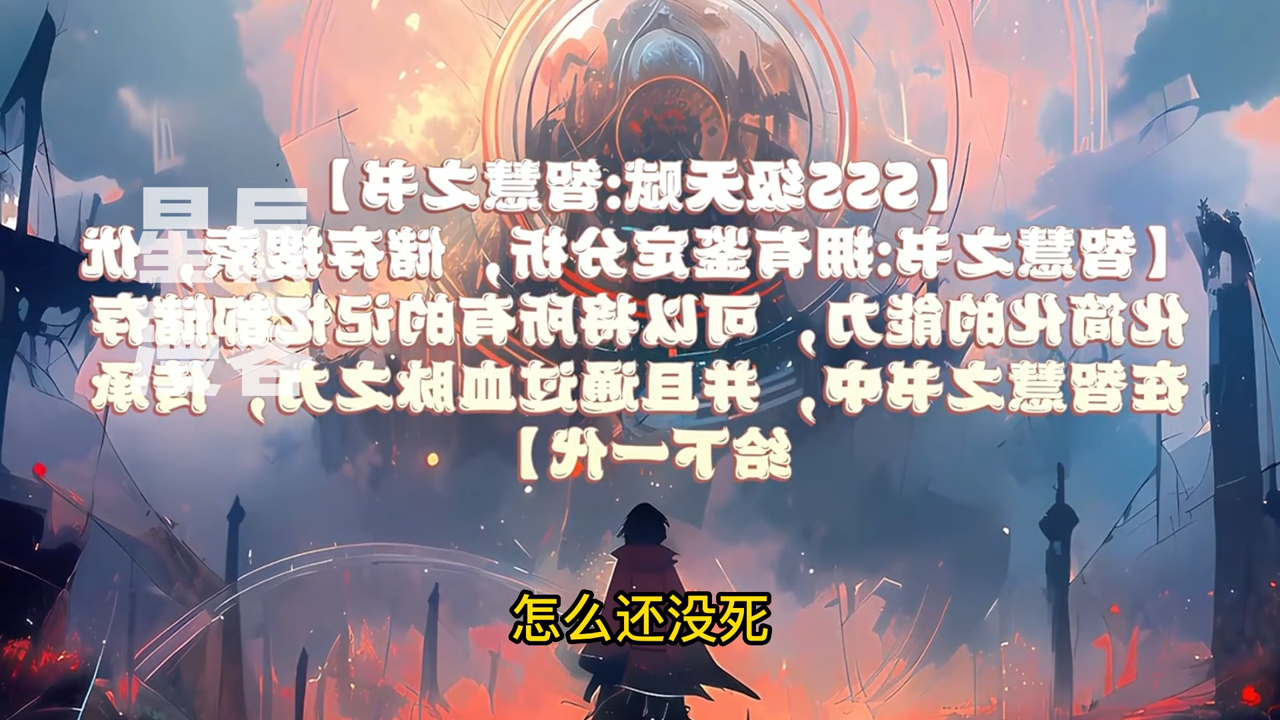 【SSS级天赋:智慧之书】
【智慧之书:拥有鉴定分析,储存搜索,优
化简化的能力,可以将所有的记忆都储存
在智慧之书中,并且通过血脉之力,传承
给下一代】
怎么还没死